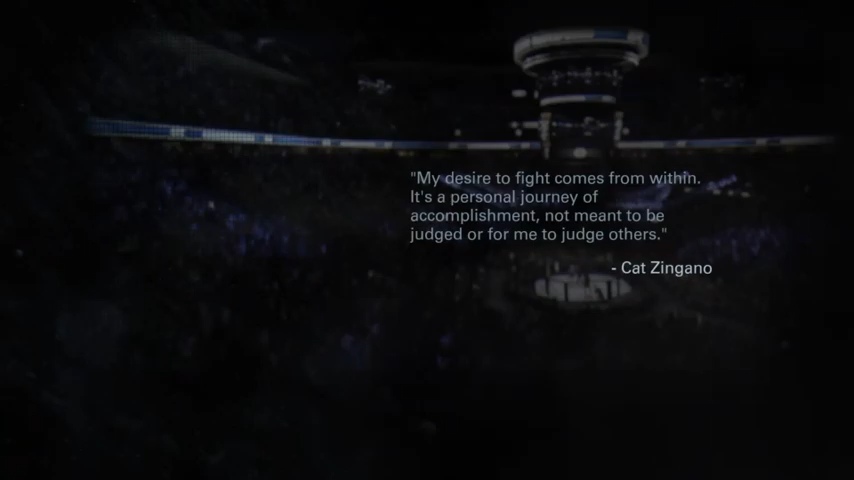 "My desire to fight comes from within.
It's a personal journey of
accomplishment, not meant to be
judged or for me to judge others."
- Cat Zingano